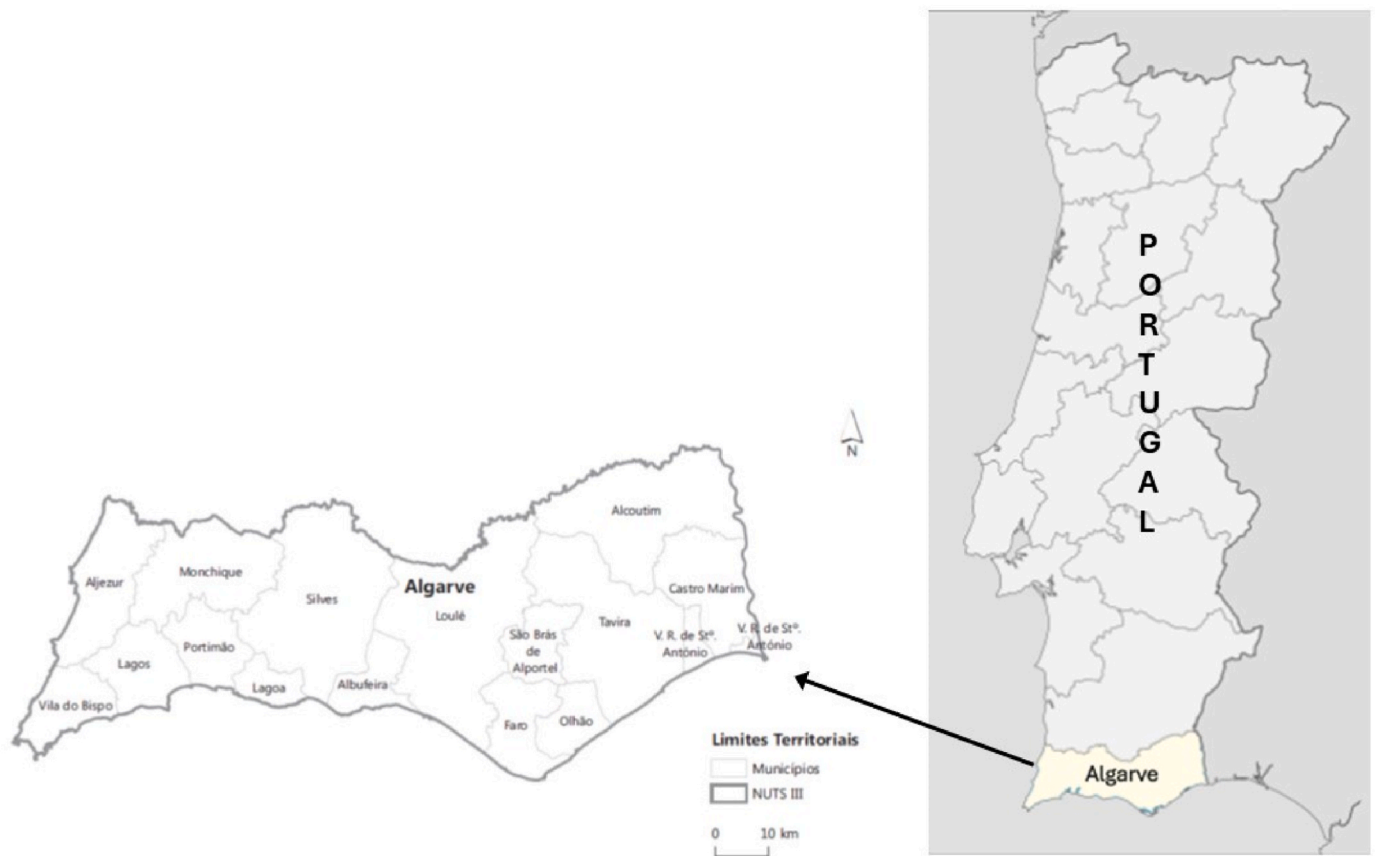 N
Alcoutim
Aljezur
Monchique
Castro Marim
Algarve
Silves
Loulé
Tavira
São Brás
de
Alportel
V. R. de Stº.
António
V. R. de Stº.
António
Portimão
Lagos
Lagoa
Albufeira
Vila do Bispo
Faro
Olhão
Limites Territoriais
Municípios
NUTS III
0 10 km
P
O
R
T
U
G
A
L
Algarve